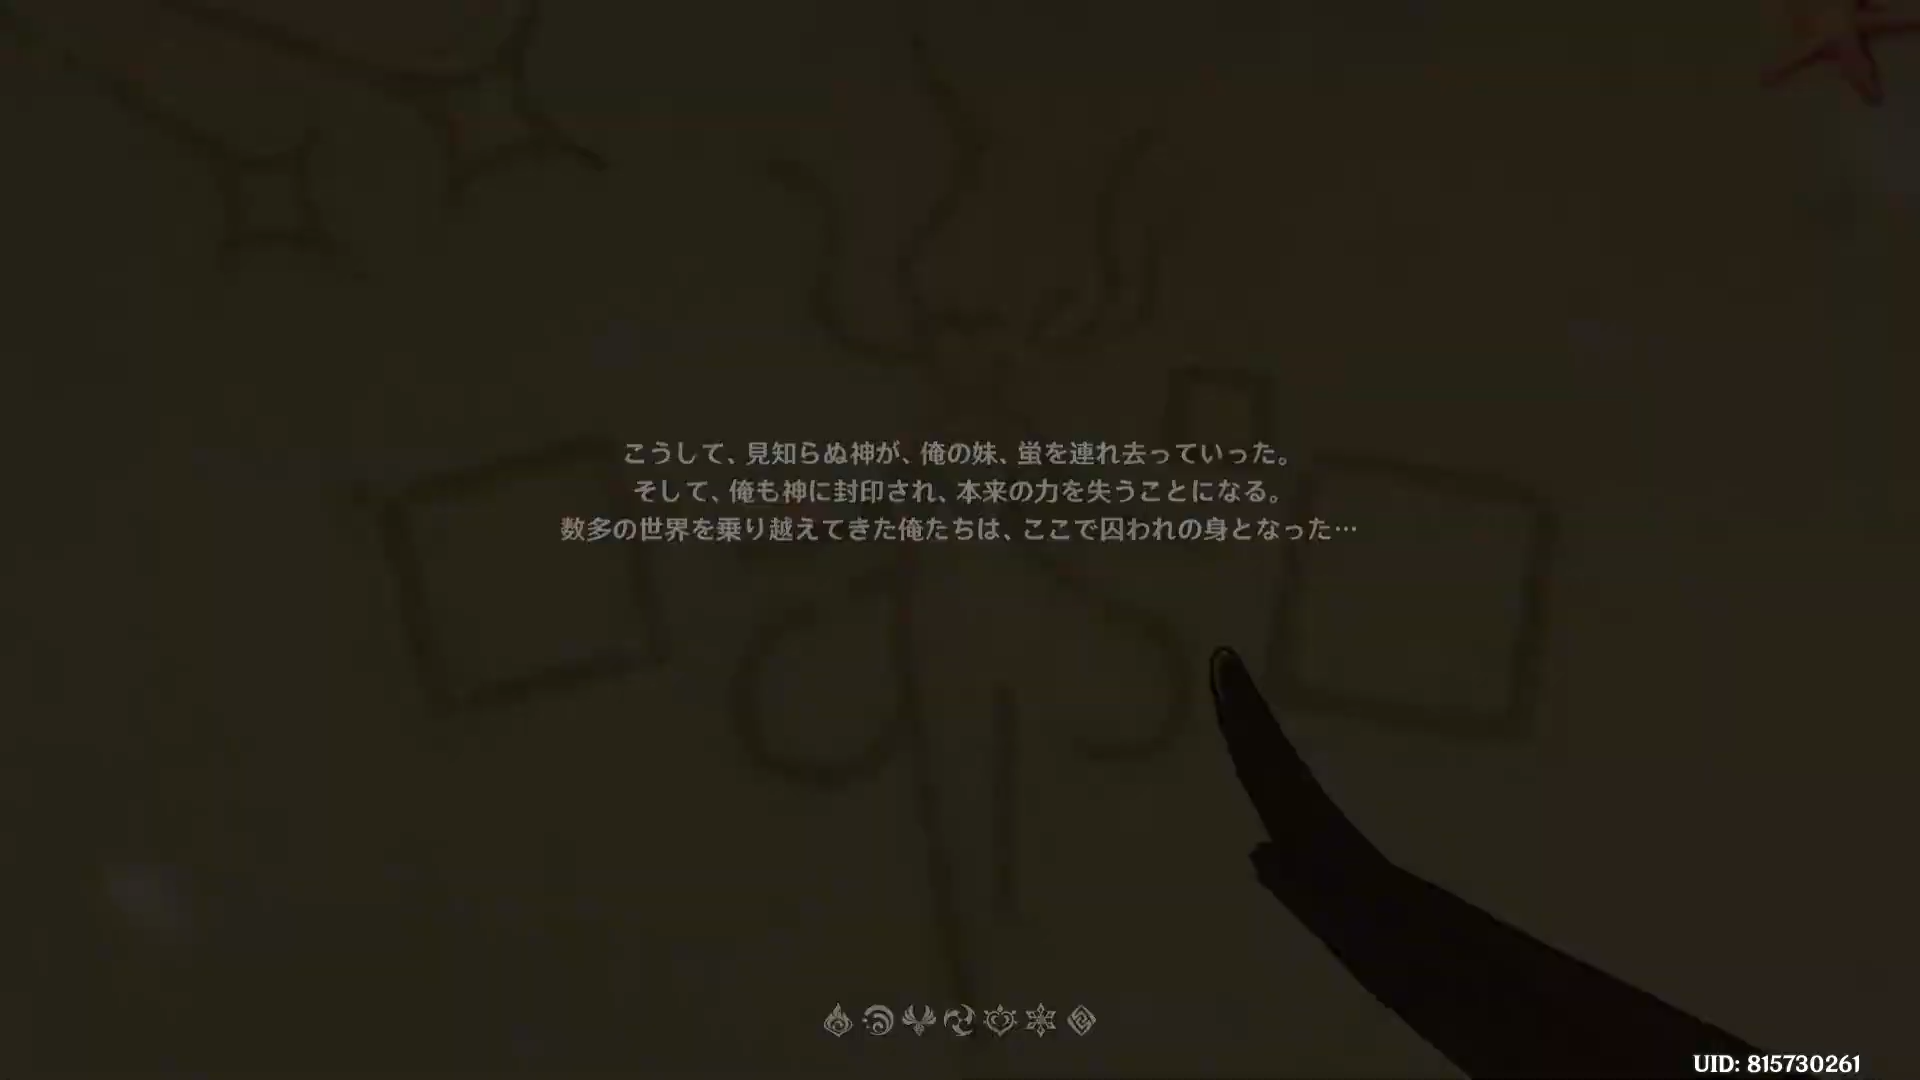 こうして、見知らぬ神が、俺の妹、蛍を連れ去っていった。
そして、俺も神に封印され、本来の力を失うことになる。
数多の世界を乗り越えてきた俺たちは、ここで囚われの身となった…
UID: 815730261